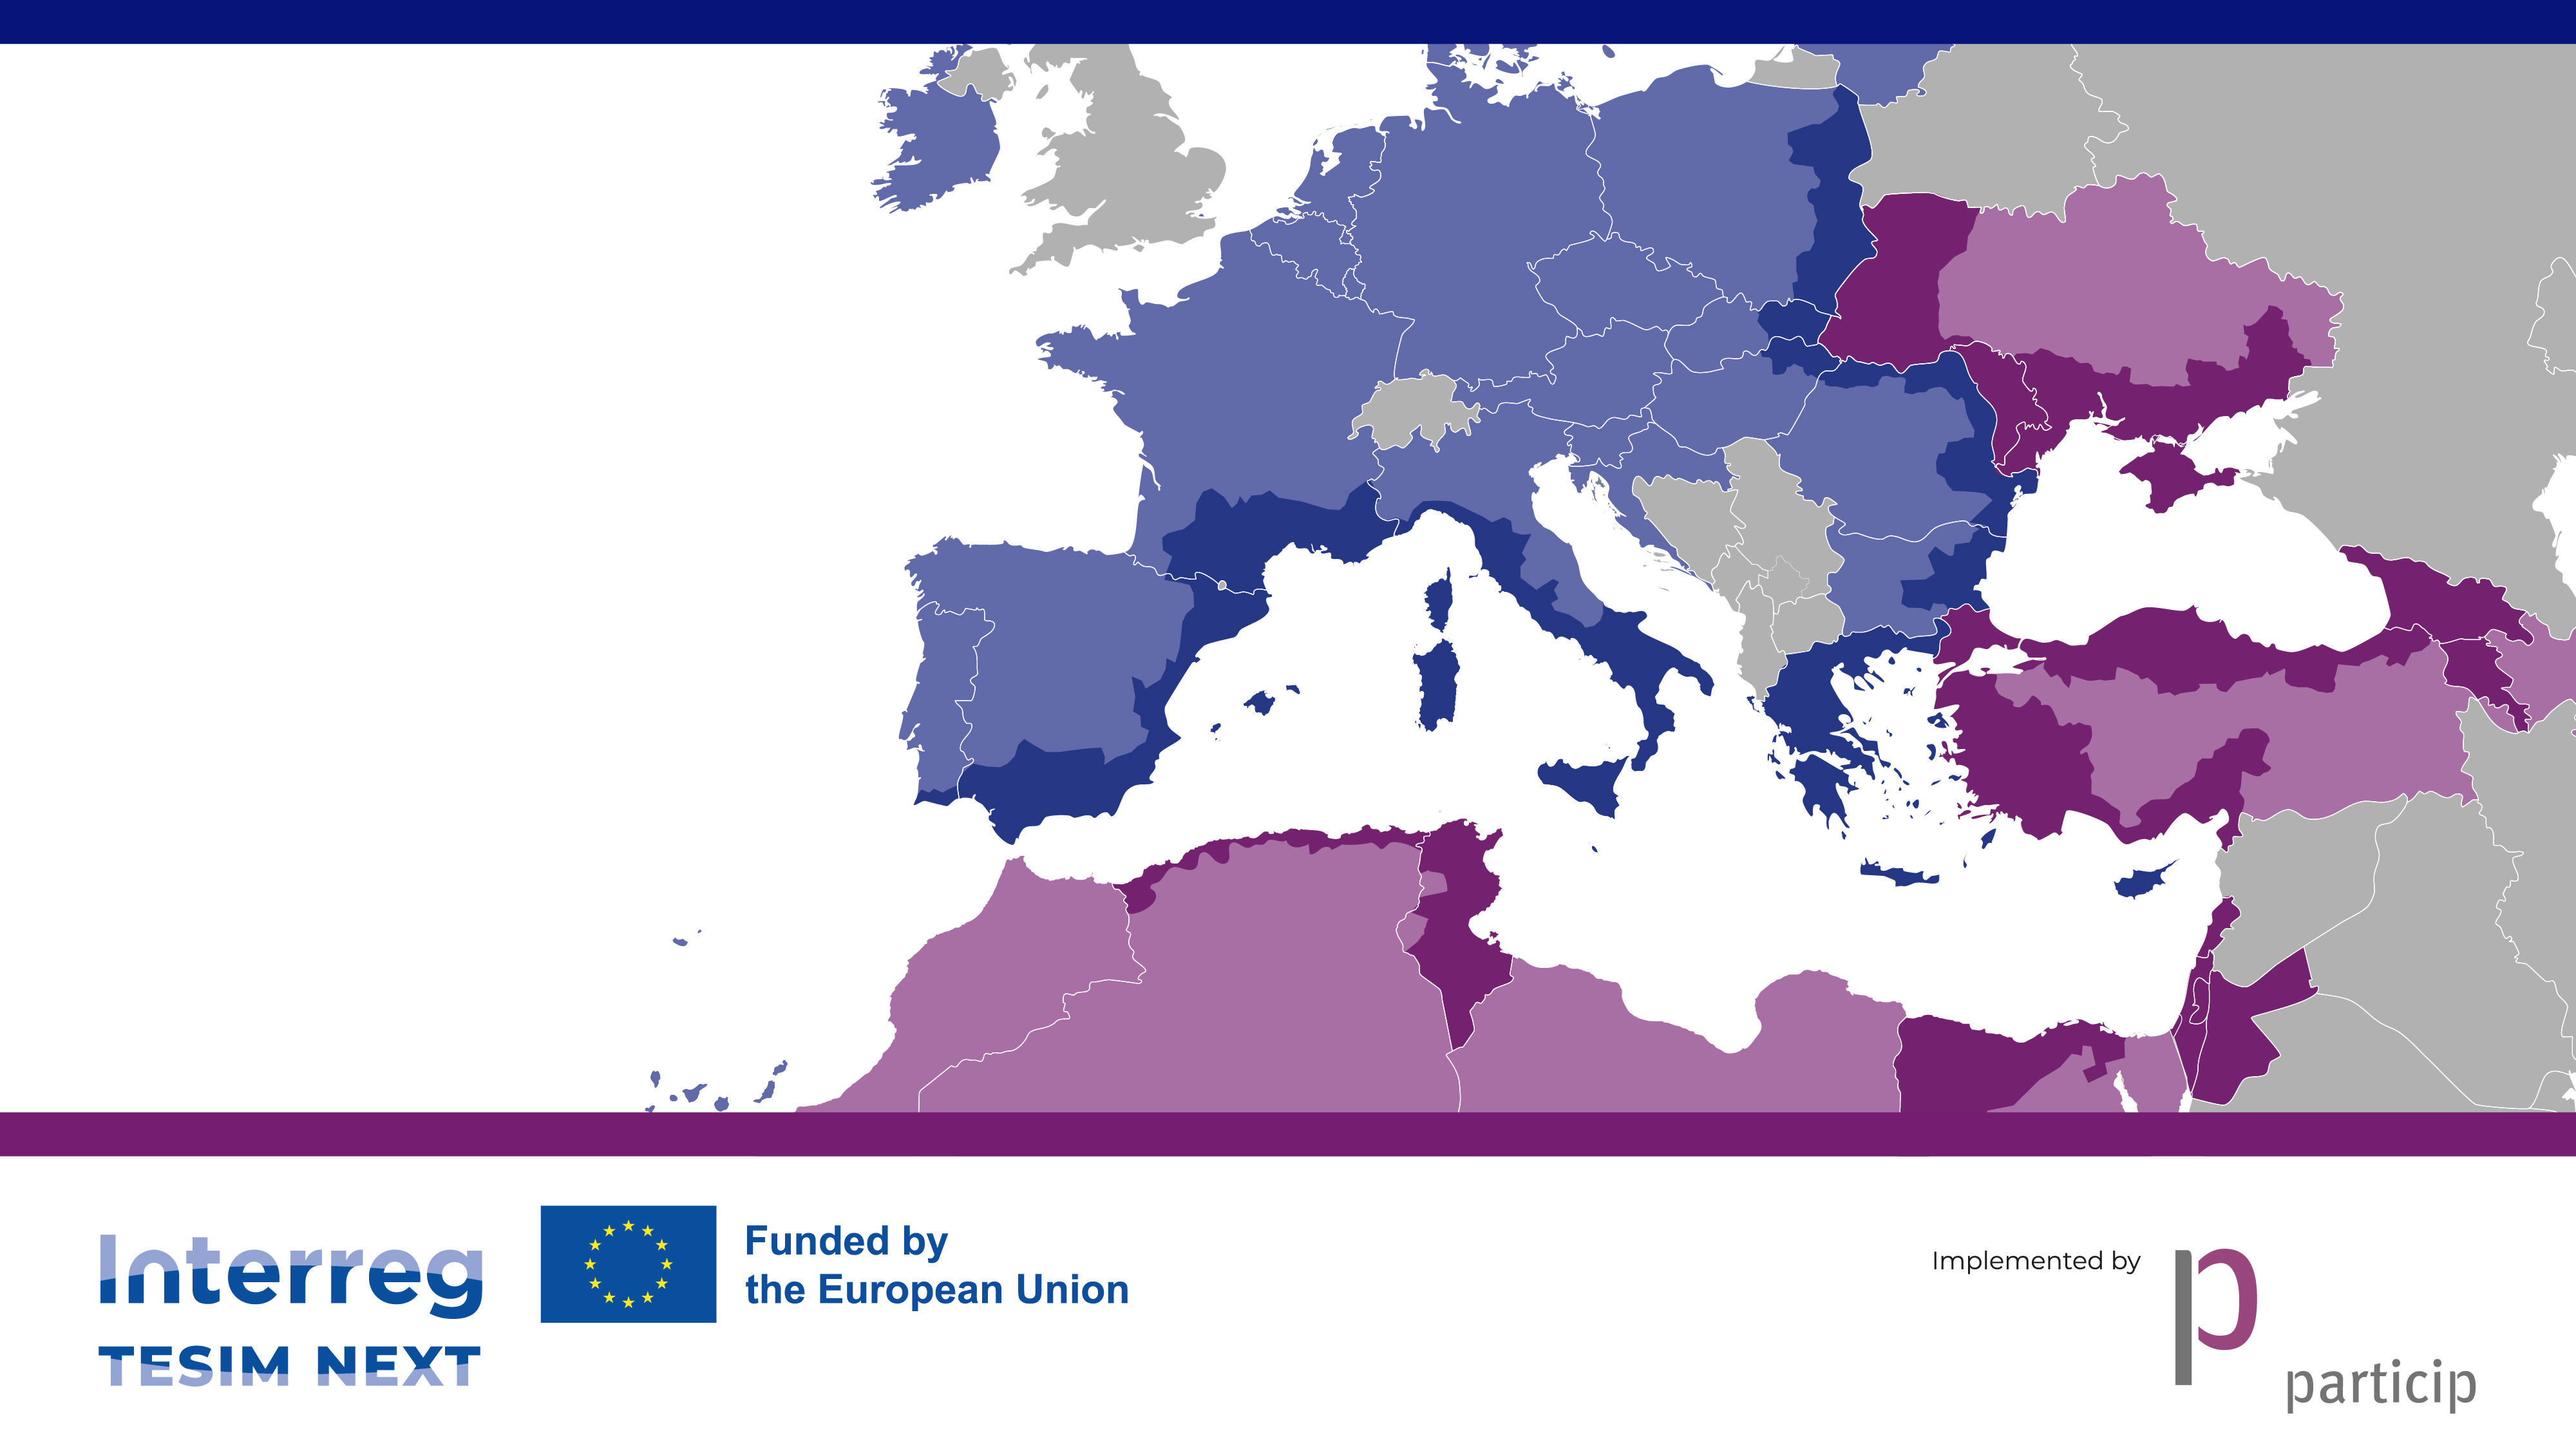 Interreg
TESIM NEXT
Funded by
the European Union
Implemented by
p
particip